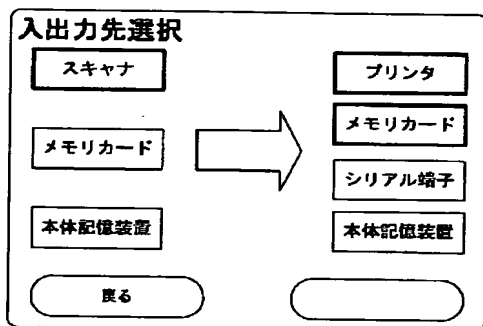 入出力先選択
スキャナ
メモリカード
本体記憶装置
戻る
プリンタ
メモリカード
シリアル端子
本体記憶装置